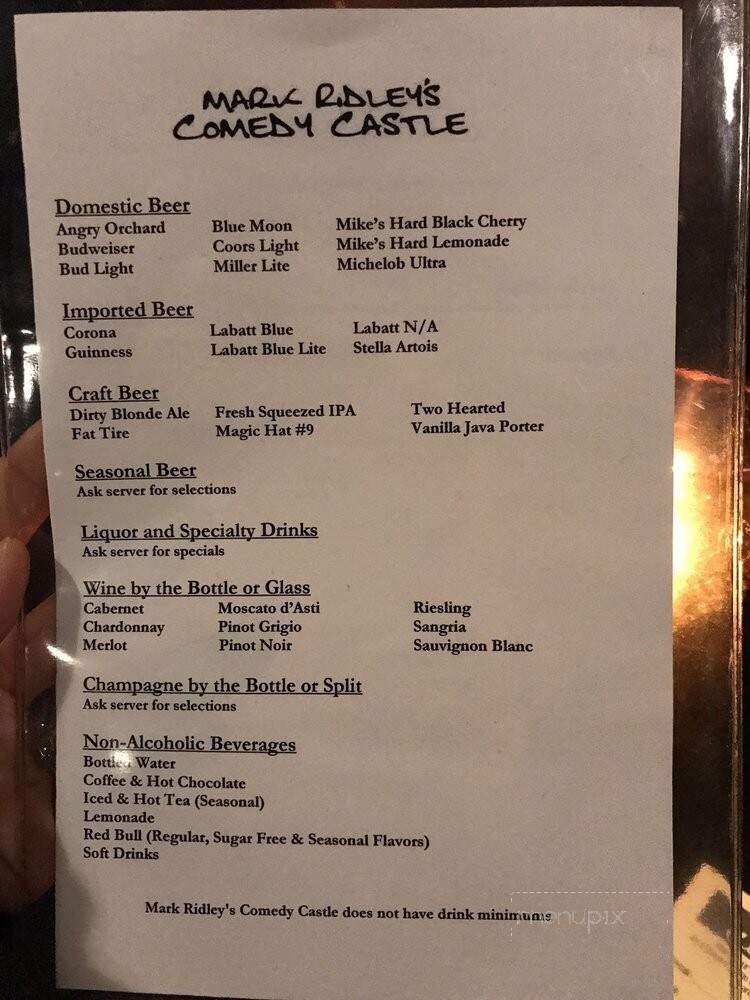 MARK RIDLEY'S
COMEDY CASTLE
Domestic Beer
Angry Orchard Blue Moon Mike's Hard Black Cherry
Budweiser Coors Light Mike's Hard Lemonade
Bud Light Miller Lite Michelob Ultra
Imported Beer
Corona Labatt Blue Labatt N/A
Guinness Labatt Blue Lite Stella Artois
Craft Beer
Dirty Blonde Ale Fresh Squeezed IPA Two Hearted
Fat Tire Magic Hat #9 Vanilla Java Porter
Seasonal Beer
Ask server for selections
Liquor and Specialty Drinks
Ask server for specials
Wine by the Bottle or Glass
Cabernet Moscato d'Asti Riesling
Chardonnay Pinot Grigio Sangria
Merlot Pinot Noir Sauvignon Blanc
Champagne by the Bottle or Split
Ask server for selections
Non-Alcoholic Beverages
Bottled Water
Coffee & Hot Chocolate
Iced & Hot Tea (Seasonal)
Lemonade
Red Bull (Regular, Sugar Free & Seasonal Flavors)
Soft Drinks
Mark Ridley's Comedy Castle does not have drink minimums
menupix